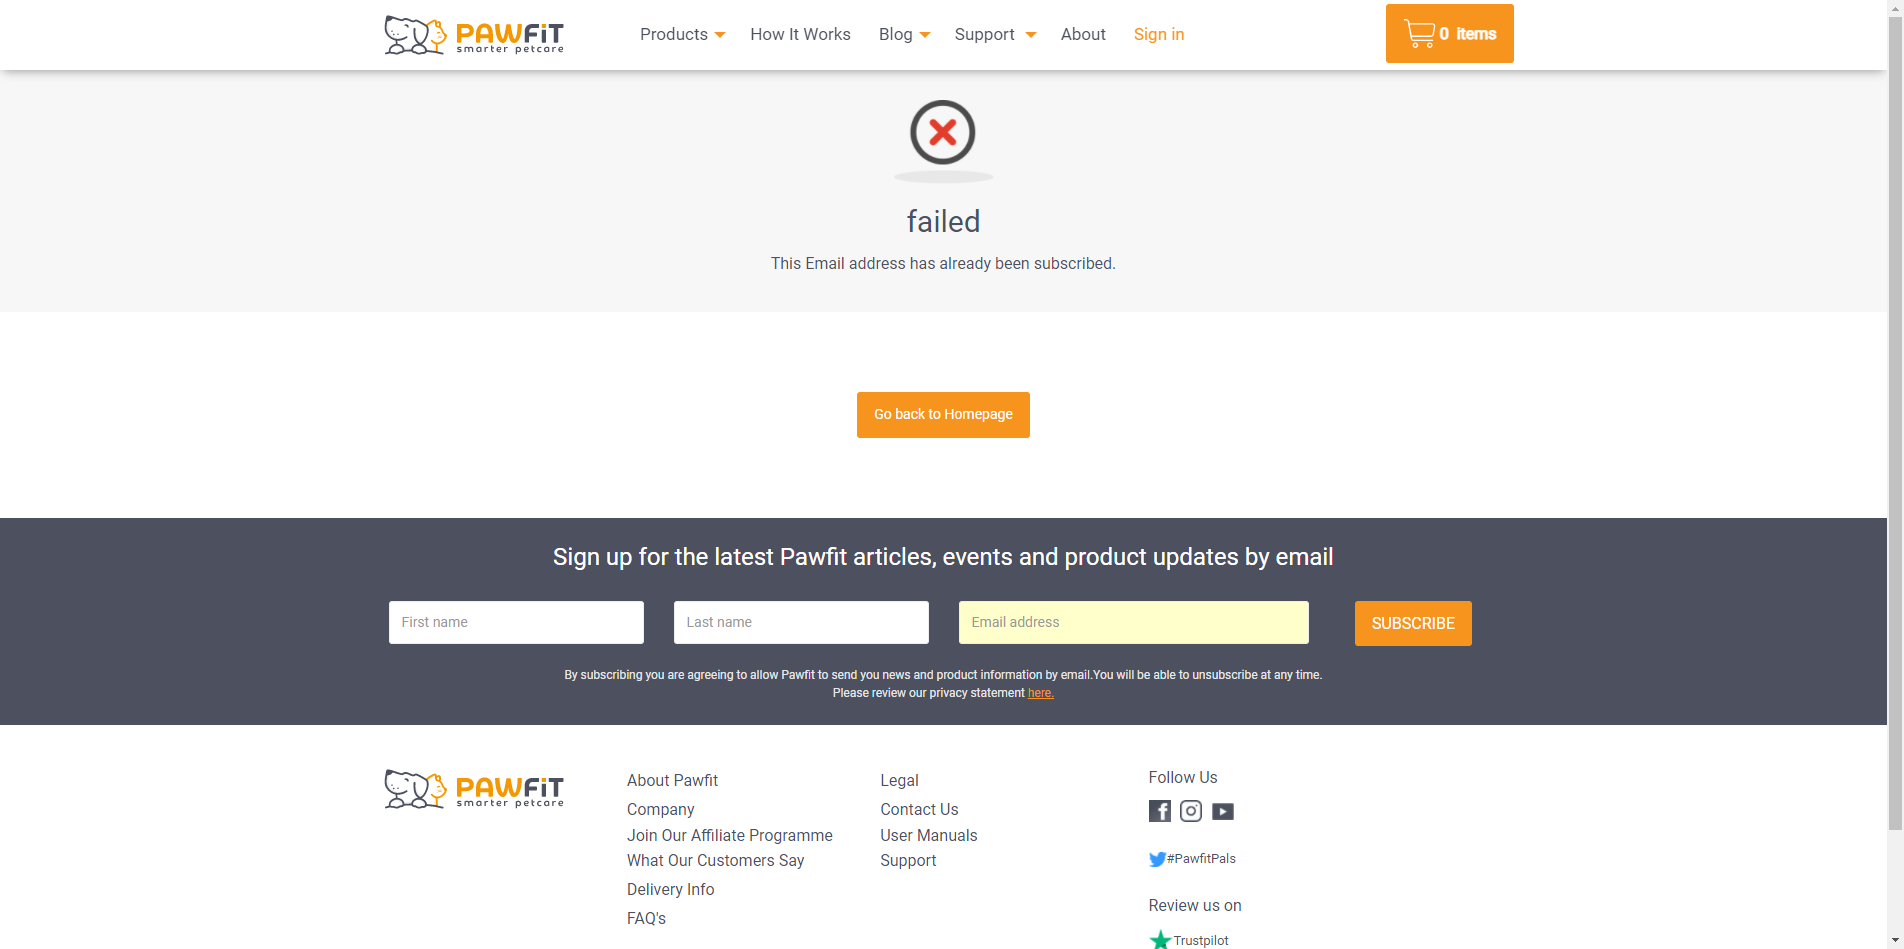 PAWFiT
smarter petcare
Products
How It Works
Blog
Support
About
Sign in
0 items
failed
This Email address has already been subscribed.
Go back to Homepage
Sign up for the latest Pawfit articles, events and product updates by email
First name
Last name
Email address
SUBSCRIBE
By subscribing you are agreeing to allow Pawfit to send you news and product information by email.You will be able to unsubscribe at any time.
Please review our privacy statement here.
PAWFiT
smarter petcare
About Pawfit
Company
Join Our Affiliate Programme
What Our Customers Say
Delivery Info
FAQ's
Legal
Contact Us
User Manuals
Support
Follow Us
#PawfitPals
Review us on
Trustpilot